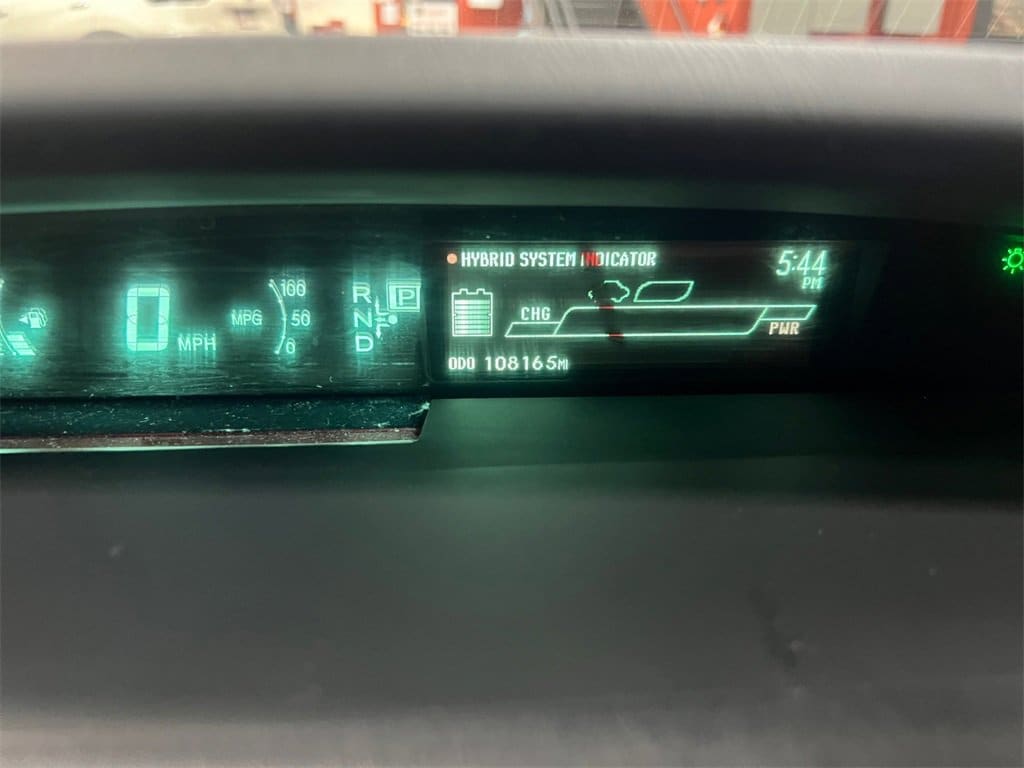 0 MPH
MPG
100
50
0
R
N
D
P
HYBRID SYSTEM INDICATOR
5:44
PM
CHG
PWR
ODO 108165MI